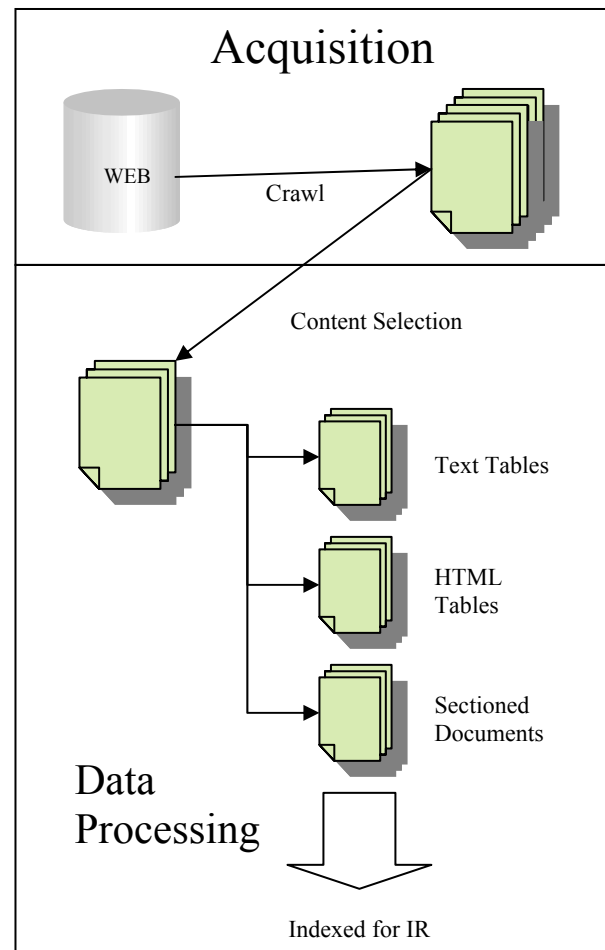 Acquisition
WEB
Crawl
Content Selection
Text Tables
HTML
Tables
Sectioned
Documents
Data
Processing
Indexed for IR